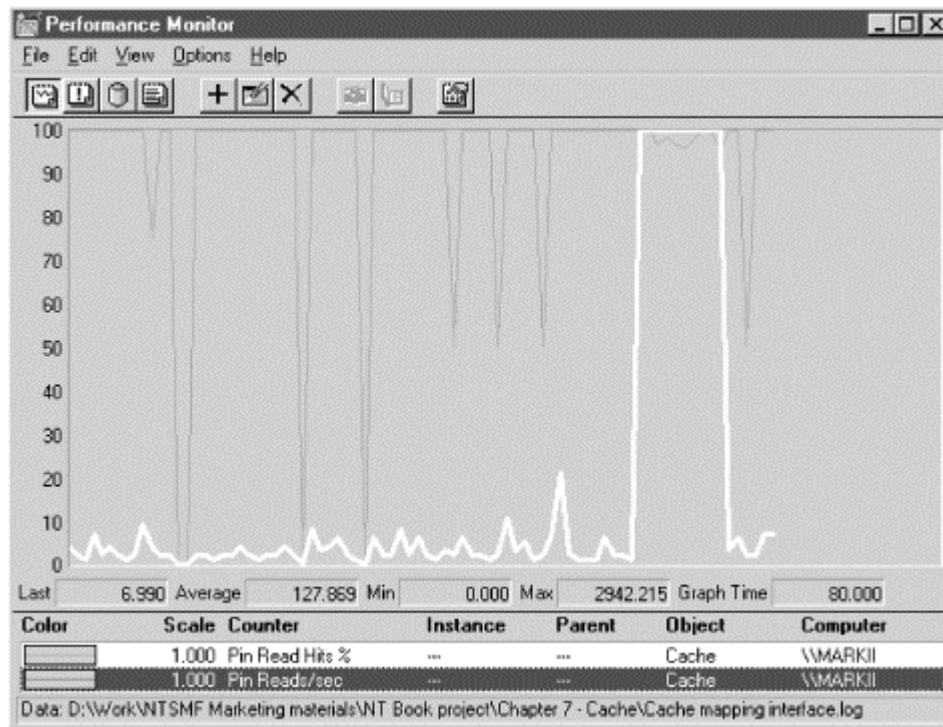 Performance Monitor
File Edit View Options Help
100
90
80
70
60
50
40
30
20
10
0
Last 6.990 Average 127.869 Min 0.000 Max 2942.215 Graph Time 80.000
Color Scale Counter Instance Parent Object Computer
1.000 Pin Read Hits % --- --- Cache \\MARKII
1.000 Pin Reads/sec --- --- Cache \\MARKII
Data: D:\Work\NTSMF Marketing materials\NT Book project\Chapter 7 - Cache\Cache mapping interface.log